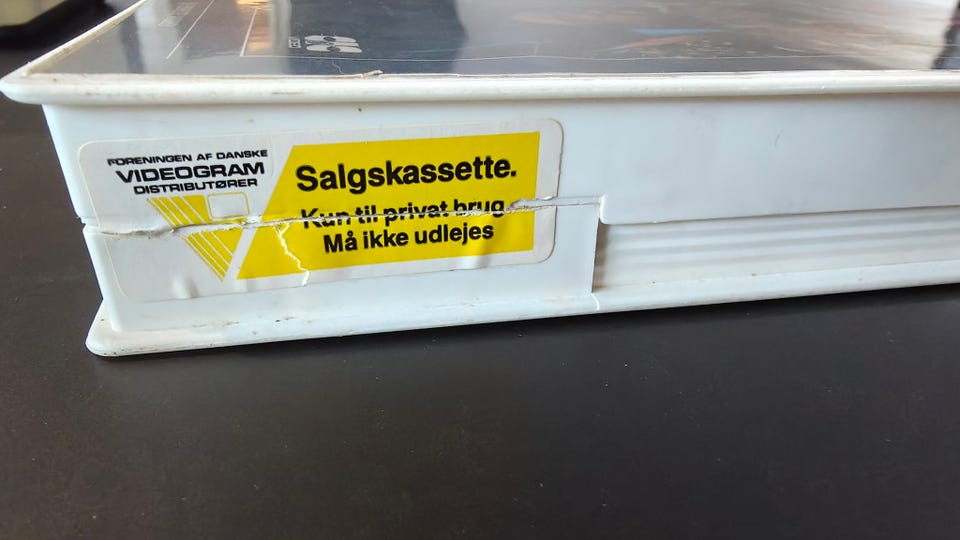 FORENINGEN AF DANSKE
VIDEOGRAM
DISTRIBUTØRER
Salgskassette.
Kun til privat brug
Må ikke udlejes